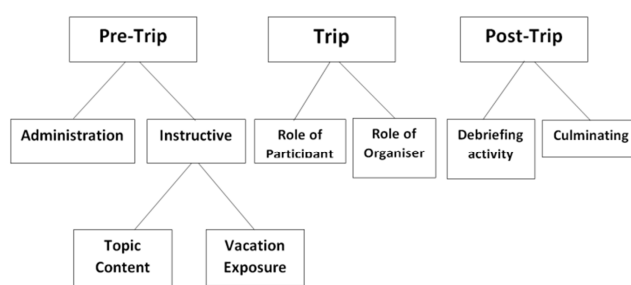 Pre-Trip
Trip
Post-Trip
Administration
Instructive
Role of
Participant
Role of
Organiser
Debriefing
activity
Culminating
Topic
Content
Vacation
Exposure